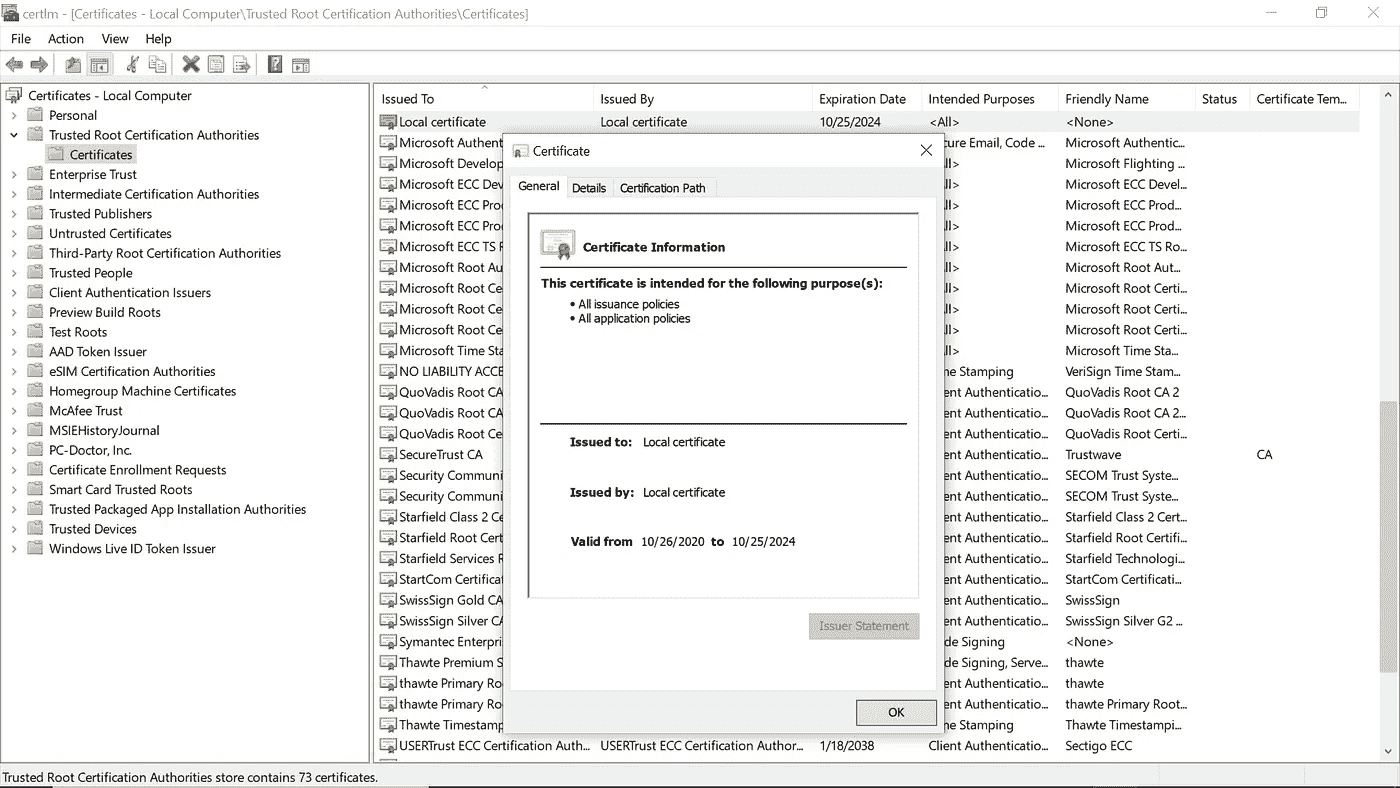 certlm - [Certificates - Local Computer\Trusted Root Certification Authorities\Certificates]
File Action View Help
Certificates - Local Computer
Personal
Trusted Root Certification Authorities
Certificates
Enterprise Trust
Intermediate Certification Authorities
Trusted Publishers
Untrusted Certificates
Third-Party Root Certification Authorities
Trusted People
Client Authentication Issuers
Preview Build Roots
Test Roots
AAD Token Issuer
eSIM Certification Authorities
Homegroup Machine Certificates
McAfee Trust
MSIEHistoryJournal
PC-Doctor, Inc.
Certificate Enrollment Requests
Smart Card Trusted Roots
Trusted Packaged App Installation Authorities
Trusted Devices
Windows Live ID Token Issuer
Issued To Issued By Expiration Date Intended Purposes Friendly Name Status Certificate Tem...
Local certificate Local certificate 10/25/2024 <All> <None>
Microsoft Authent cure Email, Code ... Microsoft Authentic...
Microsoft Develop ll> Microsoft Flighting ...
Microsoft ECC Dev ll> Microsoft ECC Devel...
Microsoft ECC Pro ll> Microsoft ECC Prod...
Microsoft ECC Pro ll> Microsoft ECC Prod...
Microsoft ECC TS R ll> Microsoft ECC TS Ro...
Microsoft Root Au ll> Microsoft Root Aut...
Microsoft Root Ce ll> Microsoft Root Certi...
Microsoft Root Ce ll> Microsoft Root Certi...
Microsoft Root Ce ll> Microsoft Root Certi...
Microsoft Time Sta ll> Microsoft Time Sta...
NO LIABILITY ACCE ne Stamping VeriSign Time Stam...
QuoVadis Root CA ent Authenticatio... QuoVadis Root CA 2
QuoVadis Root CA ent Authenticatio... QuoVadis Root CA 2...
QuoVadis Root Ce ent Authenticatio... QuoVadis Root Certi...
SecureTrust CA ent Authenticatio... Trustwave CA
Security Communi ent Authenticatio... SECOM Trust Syste...
Security Communi ent Authenticatio... SECOM Trust Syste...
Starfield Class 2 Ce ent Authenticatio... Starfield Class 2 Cert...
Starfield Root Cert ent Authenticatio... Starfield Root Certifi...
Starfield Services R ent Authenticatio... Starfield Technologi...
StartCom Certificat ent Authenticatio... StartCom Certificati...
SwissSign Gold CA ent Authenticatio... SwissSign
SwissSign Silver CA ent Authenticatio... SwissSign Silver G2 ...
Symantec Enterpri de Signing <None>
Thawte Premium S de Signing, Serve... thawte
thawte Primary Ro ent Authenticatio... thawte
thawte Primary Ro ent Authenticatio... thawte Primary Root...
Thawte Timestamp ne Stamping Thawte Timestampi...
USERTrust ECC Certification Auth... USERTrust ECC Certification Author... 1/18/2038 Client Authenticatio... Sectigo ECC
Certificate
General Details Certification Path
Certificate Information
This certificate is intended for the following purpose(s):
• All issuance policies
• All application policies
Issued to: Local certificate
Issued by: Local certificate
Valid from 10/26/2020 to 10/25/2024
Issuer Statement
OK
Trusted Root Certification Authorities store contains 73 certificates.